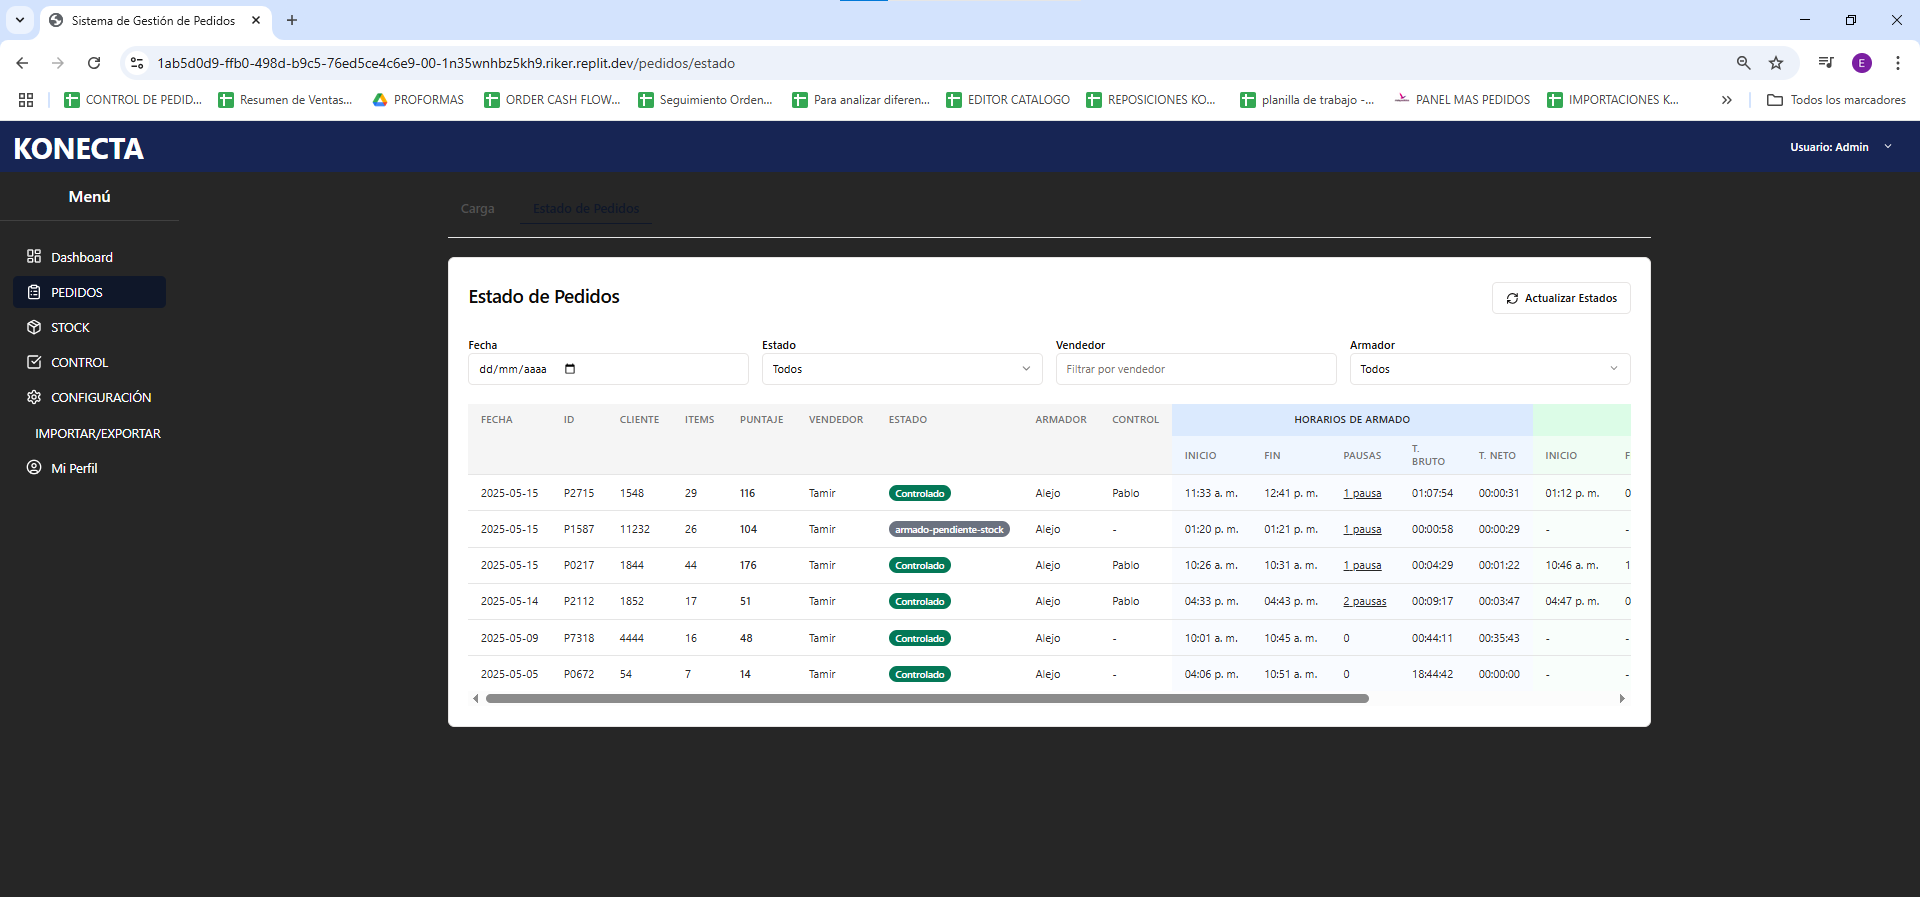 Sistema de Gestión de Pedidos
1ab5d0d9-ffb0-498d-b9c5-76ed5ce4c6e9-00-1n35wnhbz5kh9.riker.replit.dev/pedidos/estado
E
CONTROL DE PEDID... Resumen de Ventas... PROFORMAS ORDER CASH FLOW... Seguimiento Orden... Para analizar diferen... EDITOR CATALOGO REPOSICIONES KO... planilla de trabajo -... PANEL MAS PEDIDOS IMPORTACIONES K... Todos los marcadores
KONECTA
Usuario: Admin
Menú
Dashboard
PEDIDOS
STOCK
CONTROL
CONFIGURACIÓN
IMPORTAR/EXPORTAR
Mi Perfil
Carga Estado de Pedidos
Estado de Pedidos
Actualizar Estados
Fecha Estado Vendedor Armador
dd/mm/aaaa Todos Filtrar por vendedor Todos
FECHA ID CLIENTE ITEMS PUNTAJE VENDEDOR ESTADO ARMADOR CONTROL HORARIOS DE ARMADO
INICIO FIN PAUSAS T. BRUTO T. NETO INICIO F
2025-05-15 P2715 1548 29 116 Tamir Controlado Alejo Pablo 11:33 a. m. 12:41 p. m. 1 pausa 01:07:54 00:00:31 01:12 p. m. 0
2025-05-15 P1587 11232 26 104 Tamir armado-pendiente-stock Alejo - 01:20 p. m. 01:21 p. m. 1 pausa 00:00:58 00:00:29 - -
2025-05-15 P0217 1844 44 176 Tamir Controlado Alejo Pablo 10:26 a. m. 10:31 a. m. 1 pausa 00:04:29 00:01:22 10:46 a. m. 1
2025-05-14 P2112 1852 17 51 Tamir Controlado Alejo Pablo 04:33 p. m. 04:43 p. m. 2 pausas 00:09:17 00:03:47 04:47 p. m. 0
2025-05-09 P7318 4444 16 48 Tamir Controlado Alejo - 10:01 a. m. 10:45 a. m. 0 00:44:11 00:35:43 - -
2025-05-05 P0672 54 7 14 Tamir Controlado Alejo - 04:06 p. m. 10:51 a. m. 0 18:44:42 00:00:00 - -